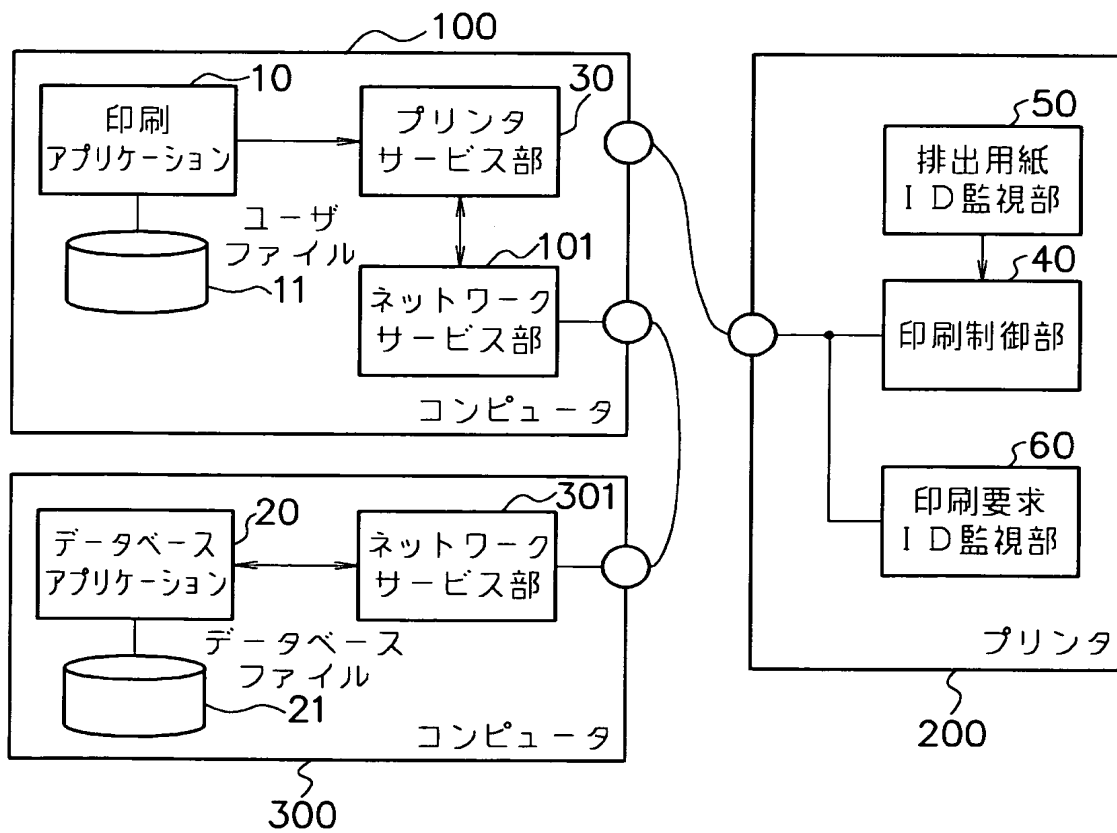 100
10
印刷
アプリケーション
30
プリンタ
サービス部
ユーザ
ファイル
11
101
ネットワーク
サービス部
コンピュータ
50
排出用紙
ＩＤ監視部
40
印刷制御部
60
印刷要求
ＩＤ監視部
プリンタ
200
20
データベース
アプリケーション
301
ネットワーク
サービス部
データベース
ファイル
21
コンピュータ
300